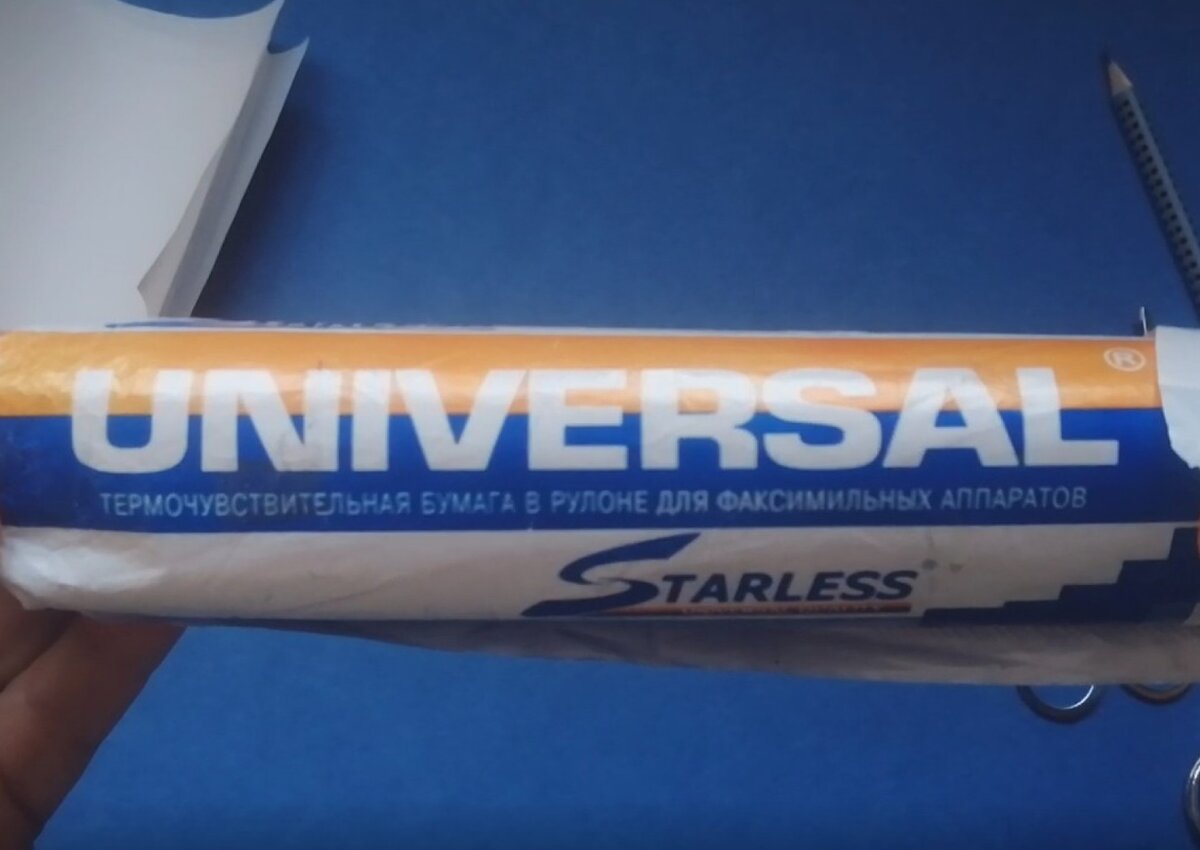 UNIVERSAL®
ТЕРМОЧУВСТВИТЕЛЬНАЯ БУМАГА В РУЛОНЕ ДЛЯ ФАКСИМИЛЬНЫХ АППАРАТОВ
STARLESS